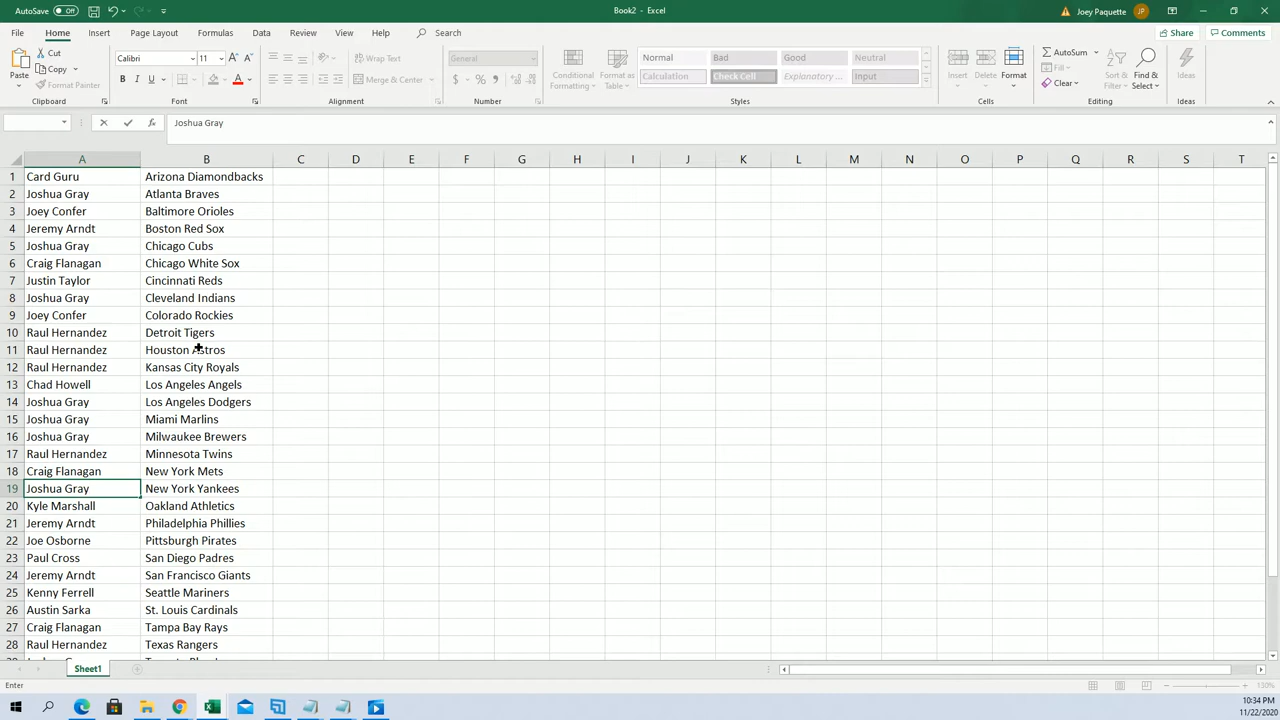 AutoSave Off Book2 - Excel Joey Paquette JP
File Home Insert Page Layout Formulas Data Review View Help Search Share Comments
Paste Cut Copy Format Painter Clipboard
Calibri 11 A A B I U A Font
Wrap Text Merge & Center Alignment
General $ % Number
Conditional Formatting Format as Table Normal Bad Good Neutral Calculation Check Cell Explanatory ... Input Styles
Insert Delete Format Cells
AutoSum Fill Clear Sort & Filter Find & Select Editing
Ideas Ideas
fx Joshua Gray
A B C D E F G H I J K L M N O P Q R S T
1 Card Guru Arizona Diamondbacks
2 Joshua Gray Atlanta Braves
3 Joey Confer Baltimore Orioles
4 Jeremy Arndt Boston Red Sox
5 Joshua Gray Chicago Cubs
6 Craig Flanagan Chicago White Sox
7 Justin Taylor Cincinnati Reds
8 Joshua Gray Cleveland Indians
9 Joey Confer Colorado Rockies
10 Raul Hernandez Detroit Tigers
11 Raul Hernandez Houston Astros
12 Raul Hernandez Kansas City Royals
13 Chad Howell Los Angeles Angels
14 Joshua Gray Los Angeles Dodgers
15 Joshua Gray Miami Marlins
16 Joshua Gray Milwaukee Brewers
17 Raul Hernandez Minnesota Twins
18 Craig Flanagan New York Mets
19 Joshua Gray New York Yankees
20 Kyle Marshall Oakland Athletics
21 Jeremy Arndt Philadelphia Phillies
22 Joe Osborne Pittsburgh Pirates
23 Paul Cross San Diego Padres
24 Jeremy Arndt San Francisco Giants
25 Kenny Ferrell Seattle Mariners
26 Austin Sarka St. Louis Cardinals
27 Craig Flanagan Tampa Bay Rays
28 Raul Hernandez Texas Rangers
Sheet1
Enter 130%
10:34 PM
11/22/2020